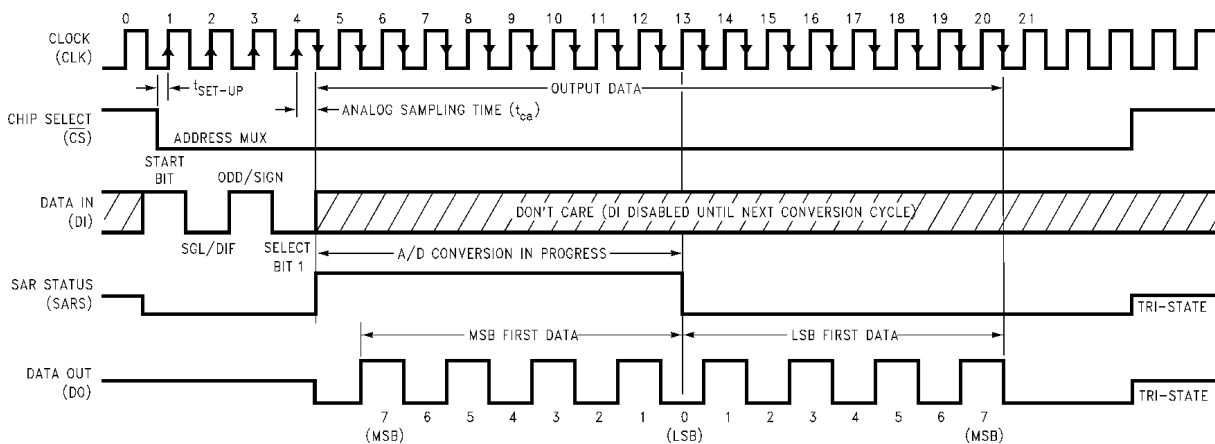 0 1 2 3 4 5 6 7 8 9 10 11 12 13 14 15 16 17 18 19 20 21
CLOCK
(CLK)
tSET-UP
OUTPUT DATA
ANALOG SAMPLING TIME (tca)
CHIP SELECT
(CS)
ADDRESS MUX
START
BIT
ODD/SIGN
DATA IN
(DI)
DON'T CARE (DI DISABLED UNTIL NEXT CONVERSION CYCLE)
SGL/DIF
SELECT
BIT 1
A/D CONVERSION IN PROGRESS
SAR STATUS
(SARS)
TRI-STATE
MSB FIRST DATA
LSB FIRST DATA
DATA OUT
(DO)
TRI-STATE
7 6 5 4 3 2 1 0 1 2 3 4 5 6 7
(MSB) (LSB) (MSB)